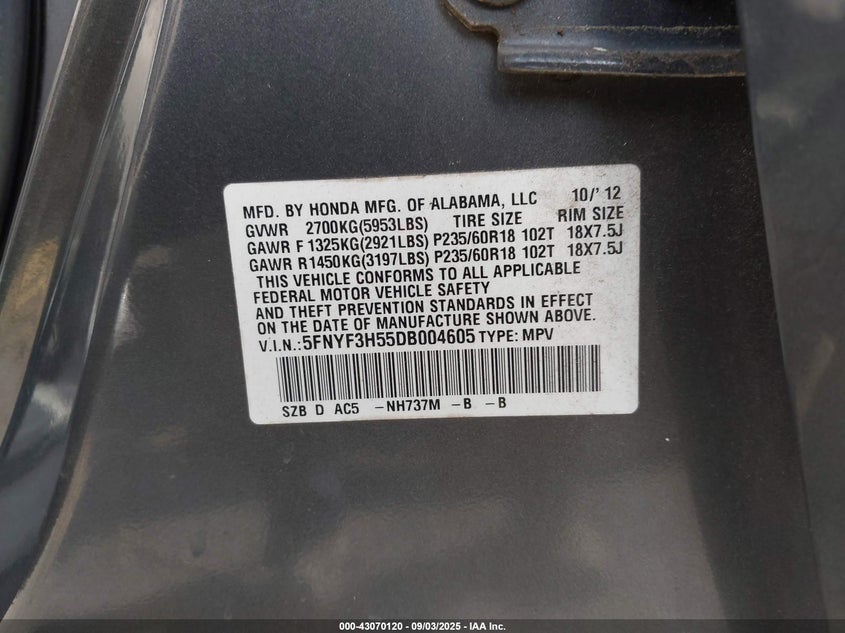 MFD. BY HONDA MFG. OF ALABAMA, LLC 10/' 12
GVWR 2700KG(5953LBS) TIRE SIZE RIM SIZE
GAWR F 1325KG(2921LBS) P235/60R18 102T 18X7.5J
GAWR R1450KG(3197LBS) P235/60R18 102T 18X7.5J
THIS VEHICLE CONFORMS TO ALL APPLICABLE
FEDERAL MOTOR VEHICLE SAFETY
AND THEFT PREVENTION STANDARDS IN EFFECT
ON THE DATE OF MANUFACTURE SHOWN ABOVE.
V.I.N.:5FNYF3H55DB004605 TYPE: MPV
SZB D AC5 -NH737M -B -B
000-43070120 - 09/03/2025 - IAA Inc.